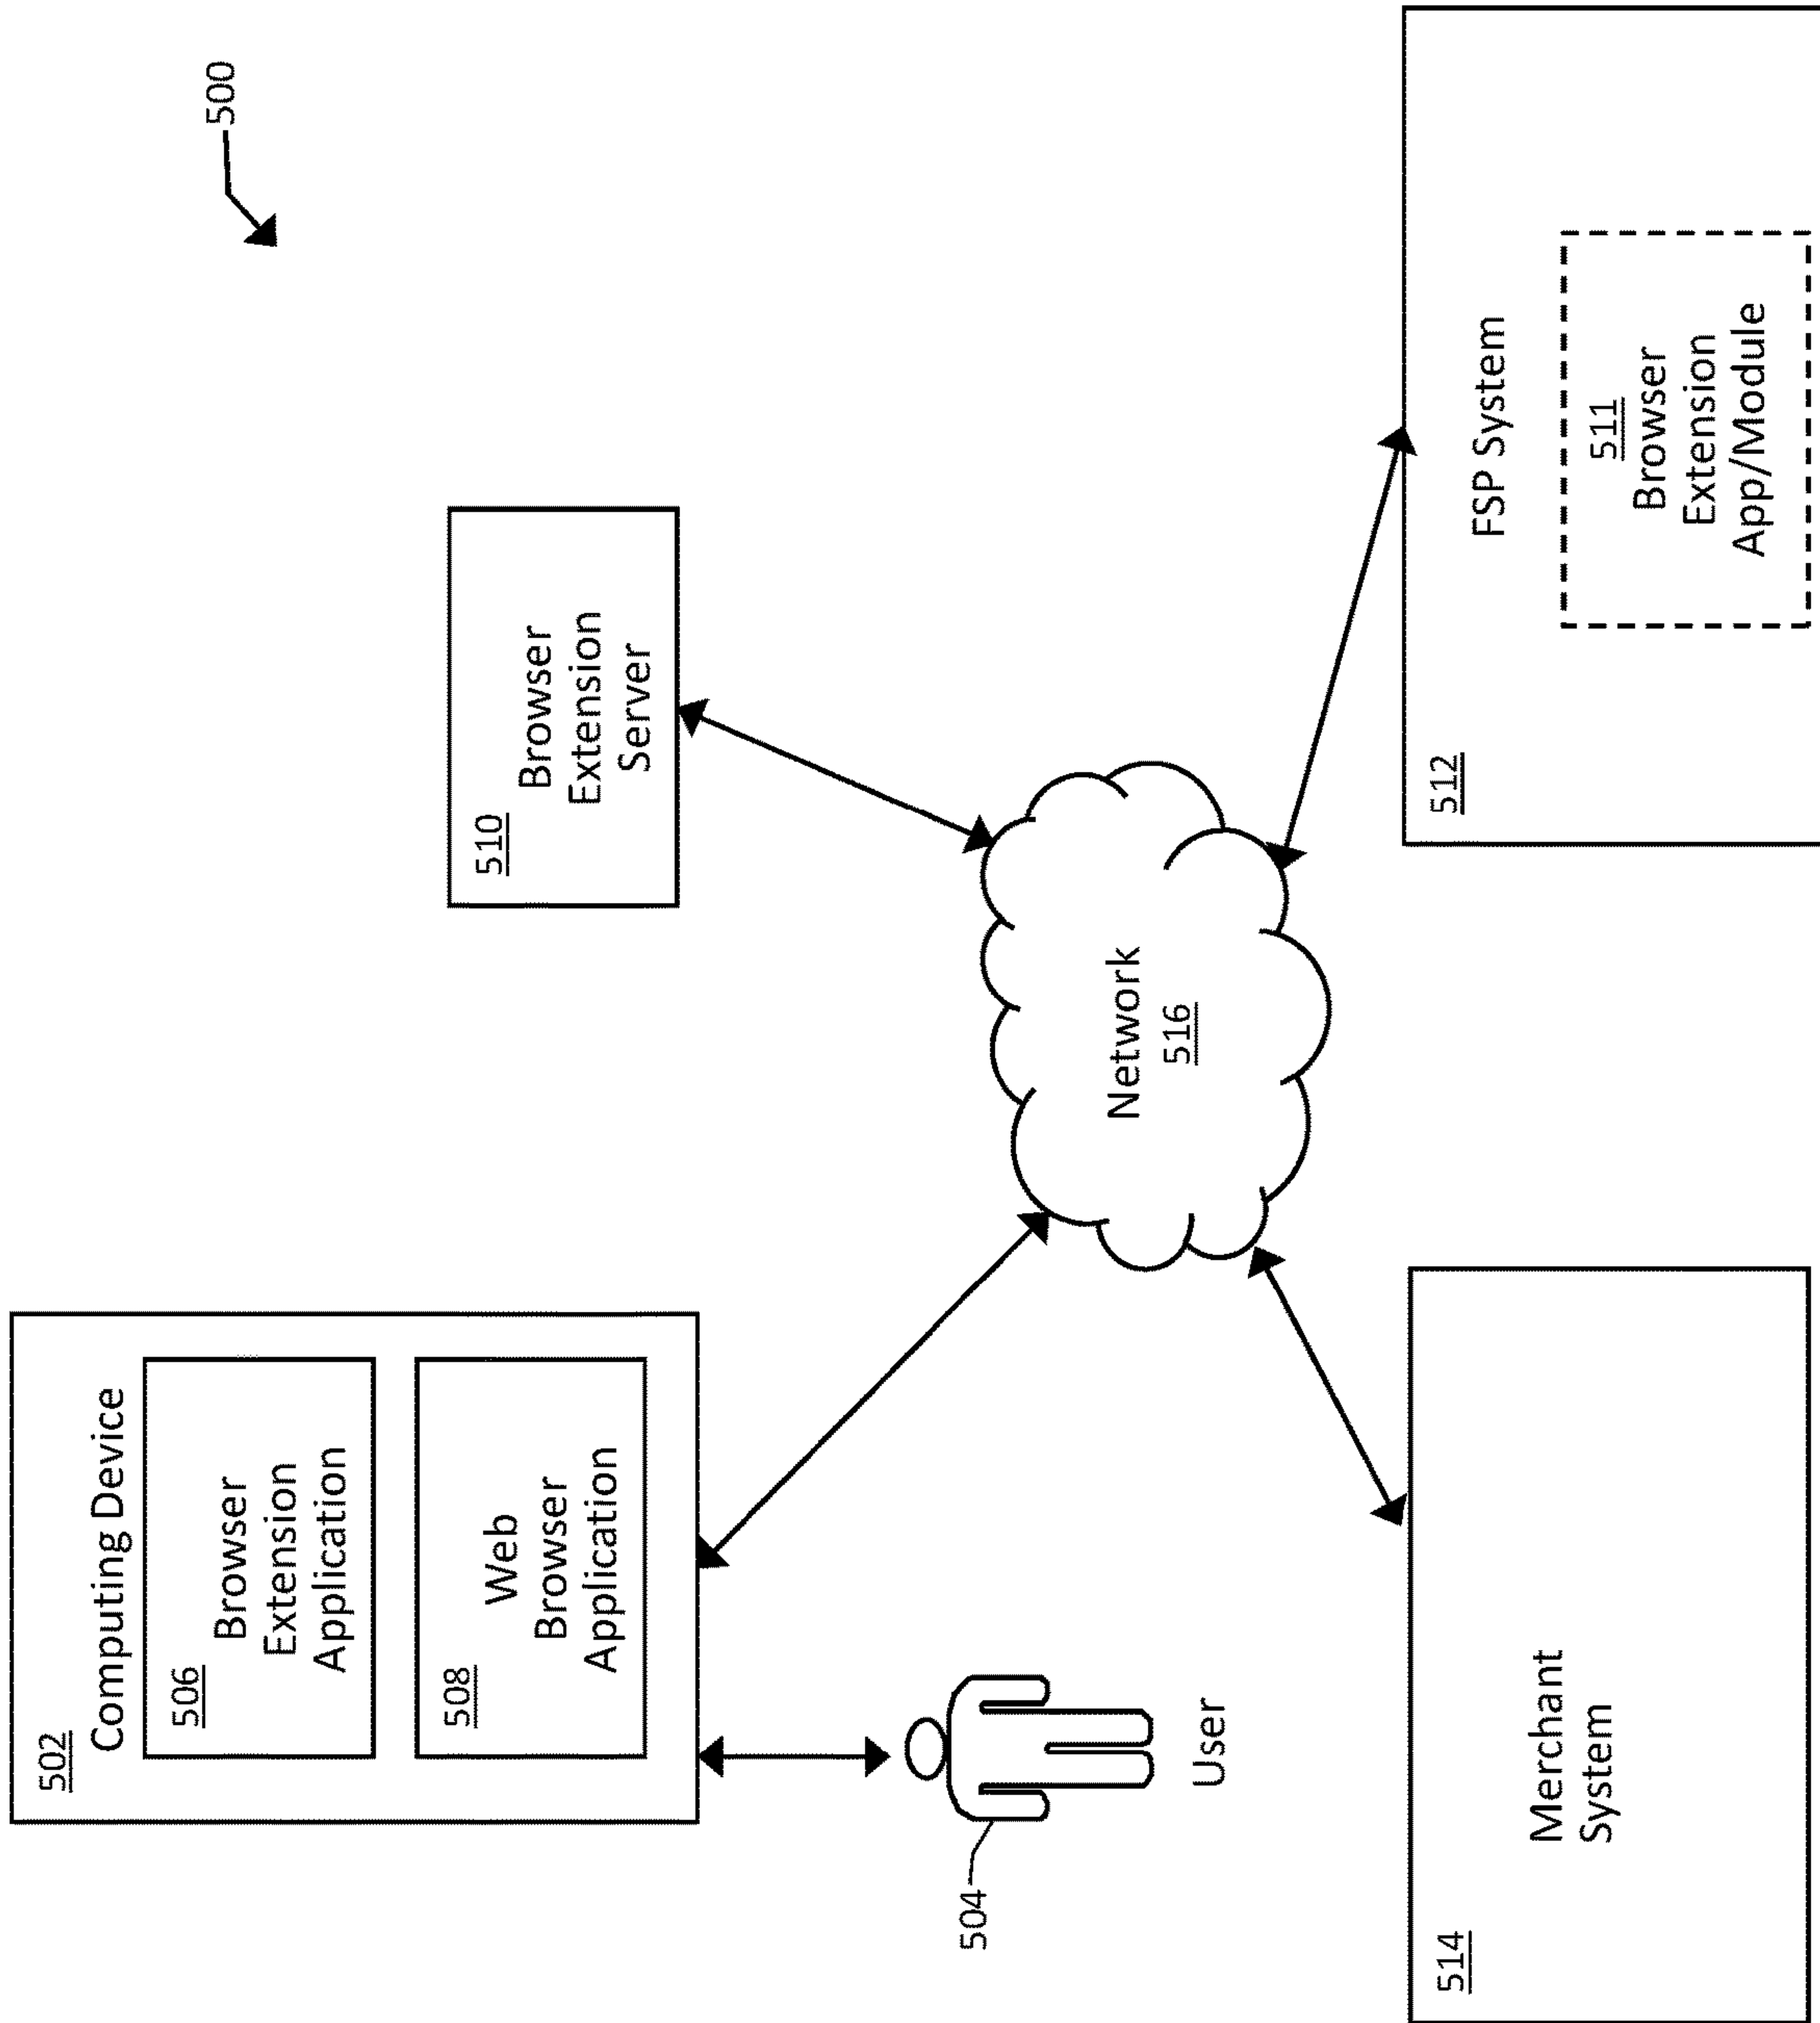 500
502
Computing Device
506
Browser
Extension
Application
508
Web
Browser
Application
504
User
510
Browser
Extension
Server
Network
516
514
Merchant
System
512
FSP System
511
Browser
Extension
App/Module